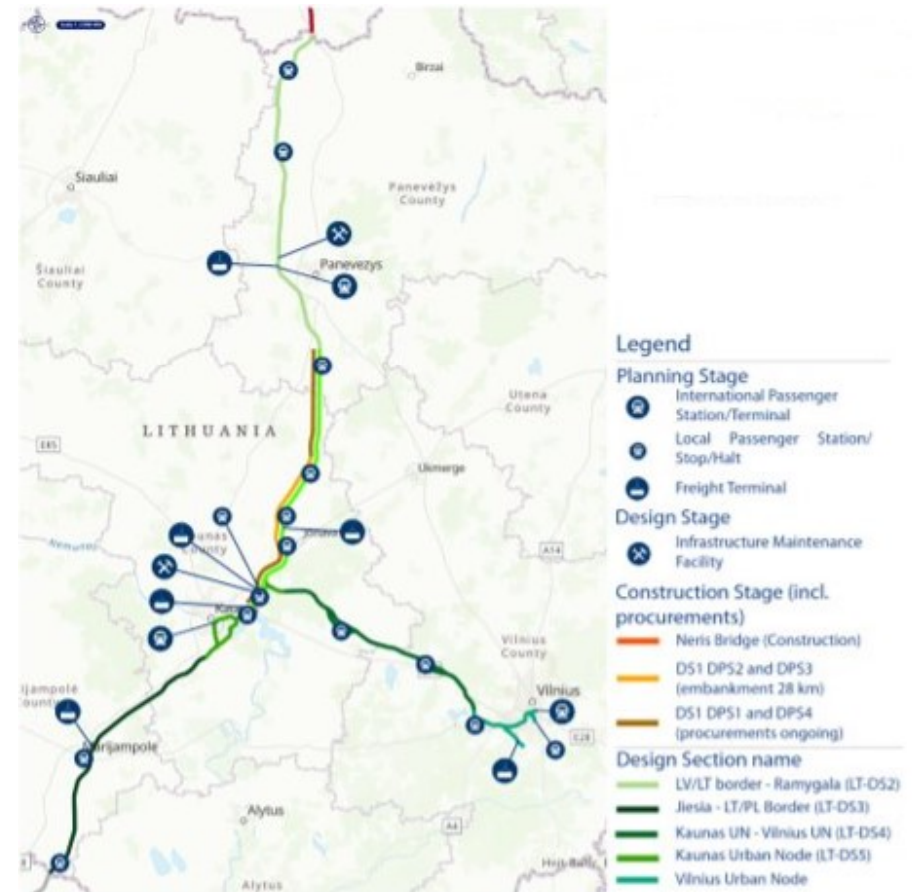 Birzai
Siauliai
Panevėžys
County
Panevezys
Šiauliai
County
Legend
Planning Stage
International Passenger
Station/Terminal
Local Passenger Station/
Stop/Halt
Freight Terminal
Design Stage
Infrastructure Maintenance
Facility
Construction Stage (incl.
procurements)
Neris Bridge (Construction)
DS1 DPS2 and DPS3
(embankment 28 km)
DS1 DPS1 and DPS4
(procurements ongoing)
Design Section name
LV/LT border - Ramygala (LT-DS2)
Jiesia - LT/PL Border (LT-DS3)
Kaunas UN - Vilnius UN (LT-DS4)
Kaunas Urban Node (LT-DS5)
Vilnius Urban Node
Utena
County
LITHUANIA
E85
Ukmerge
A14
County
Vilnius
County
Vilnius
E28
Marijampole
Alytus
A4
Alytus